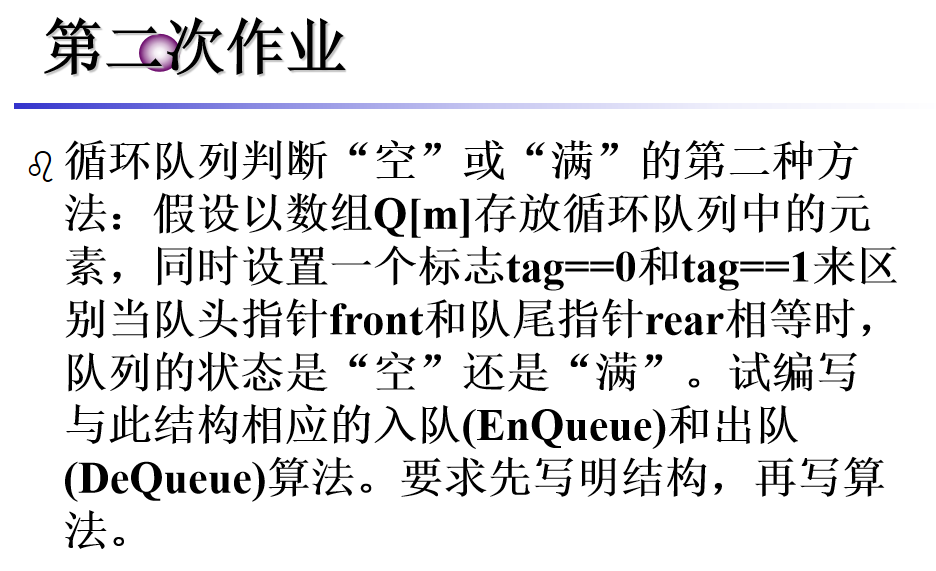 第二次作业
循环队列判断“空”或“满”的第二种方
法：假设以数组Q[m]存放循环队列中的元
素，同时设置一个标志tag==0和tag==1来区
别当队头指针front和队尾指针rear相等时，
队列的状态是“空”还是“满”。试编写
与此结构相应的入队(EnQueue)和出队
(DeQueue)算法。要求先写明结构，再写算
法。